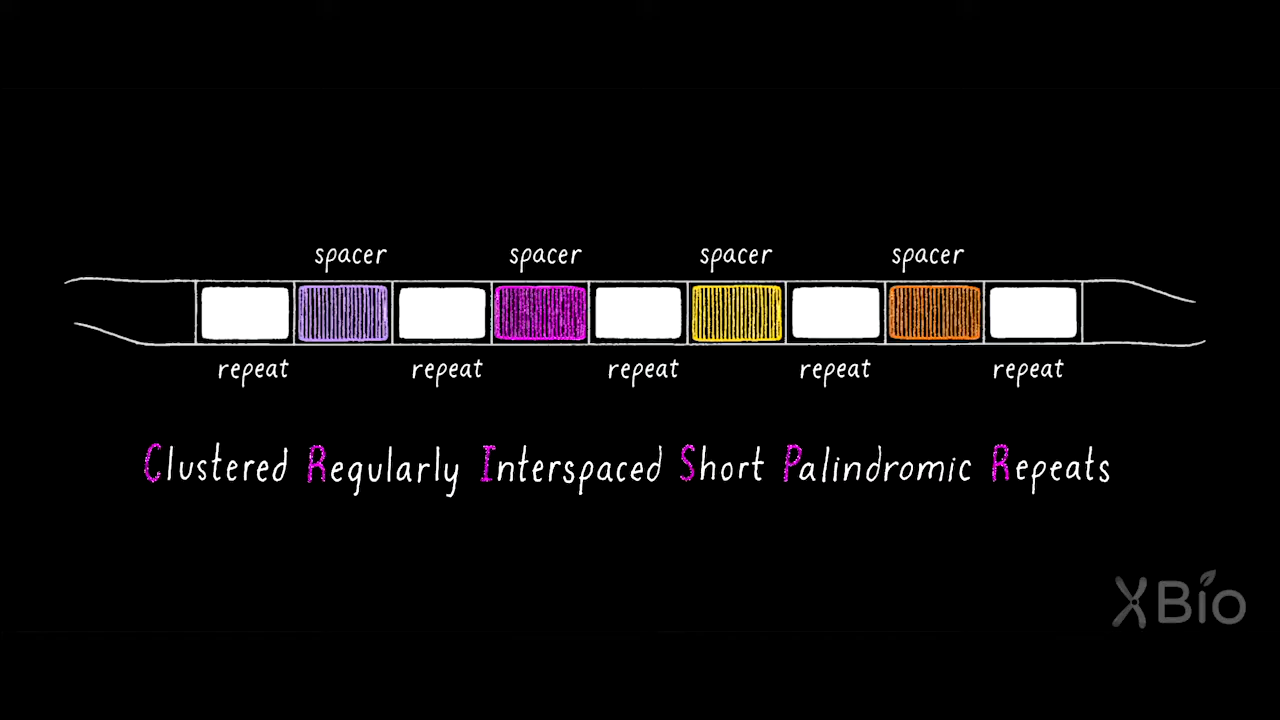 spacer spacer spacer spacer
repeat repeat repeat repeat repeat
Clustered Regularly Interspaced Short Palindromic Repeats
XBio